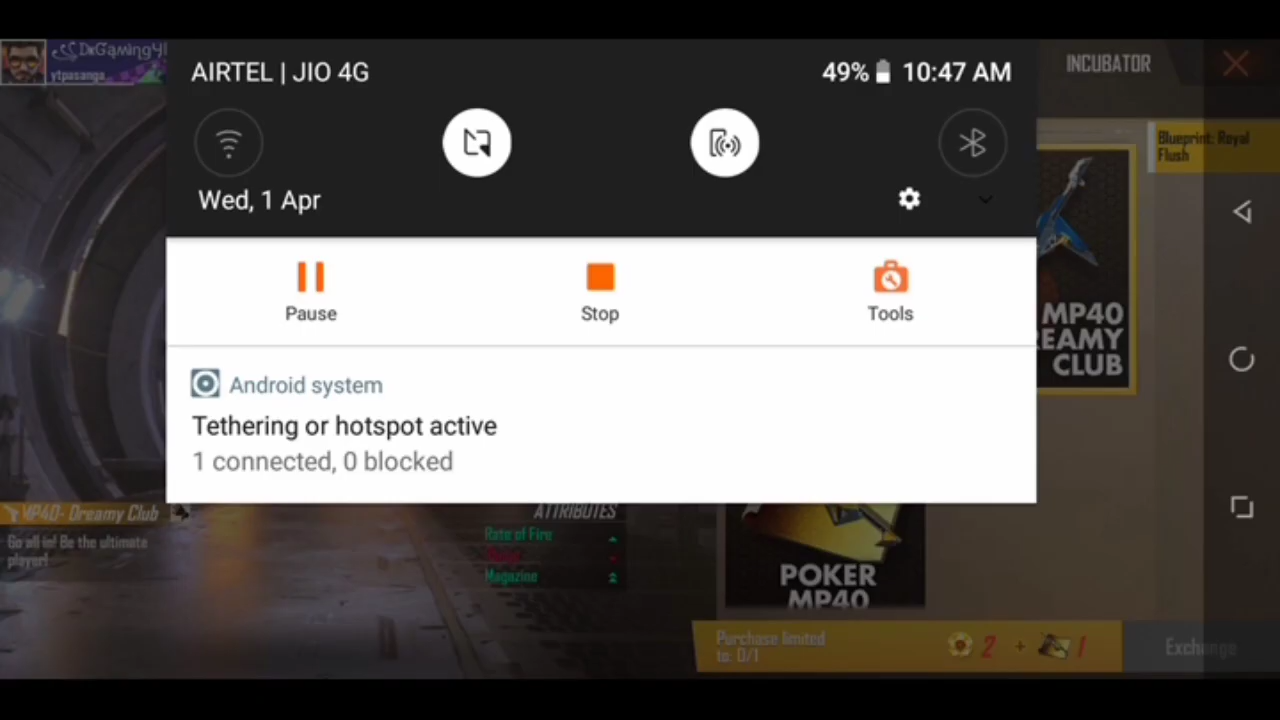 ytpasanga
AIRTEL | JIO 4G
49%
10:47 AM
INCUBATOR
Blueprint: Royal
Flush
Wed, 1 Apr
Pause
Stop
Tools
MP40
CLUB
Android system
Tethering or hotspot active
1 connected, 0 blocked
MP40- Dreamy Club
Go all in! Be the ultimate
player!
ATTRIBUTES
Rate of Fire
Magazine
POKER
MP40
Purchase limited
to: 0/1
2 + 1
Exchange